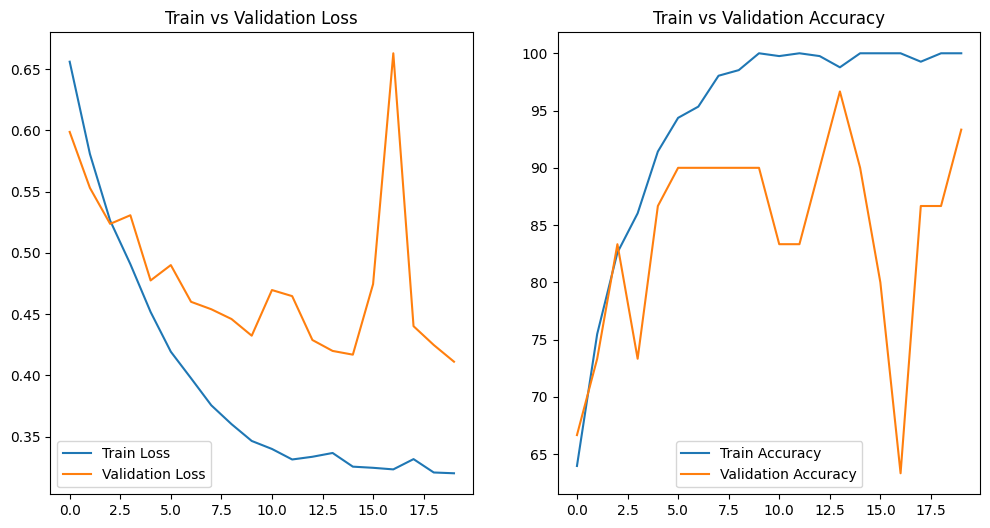 Train vs Validation Loss
0.65
0.60
0.55
0.50
0.45
0.40
0.35
Train Loss
Validation Loss
0.0 2.5 5.0 7.5 10.0 12.5 15.0 17.5
Train vs Validation Accuracy
100
95
90
85
80
75
70
65
Train Accuracy
Validation Accuracy
0.0 2.5 5.0 7.5 10.0 12.5 15.0 17.5